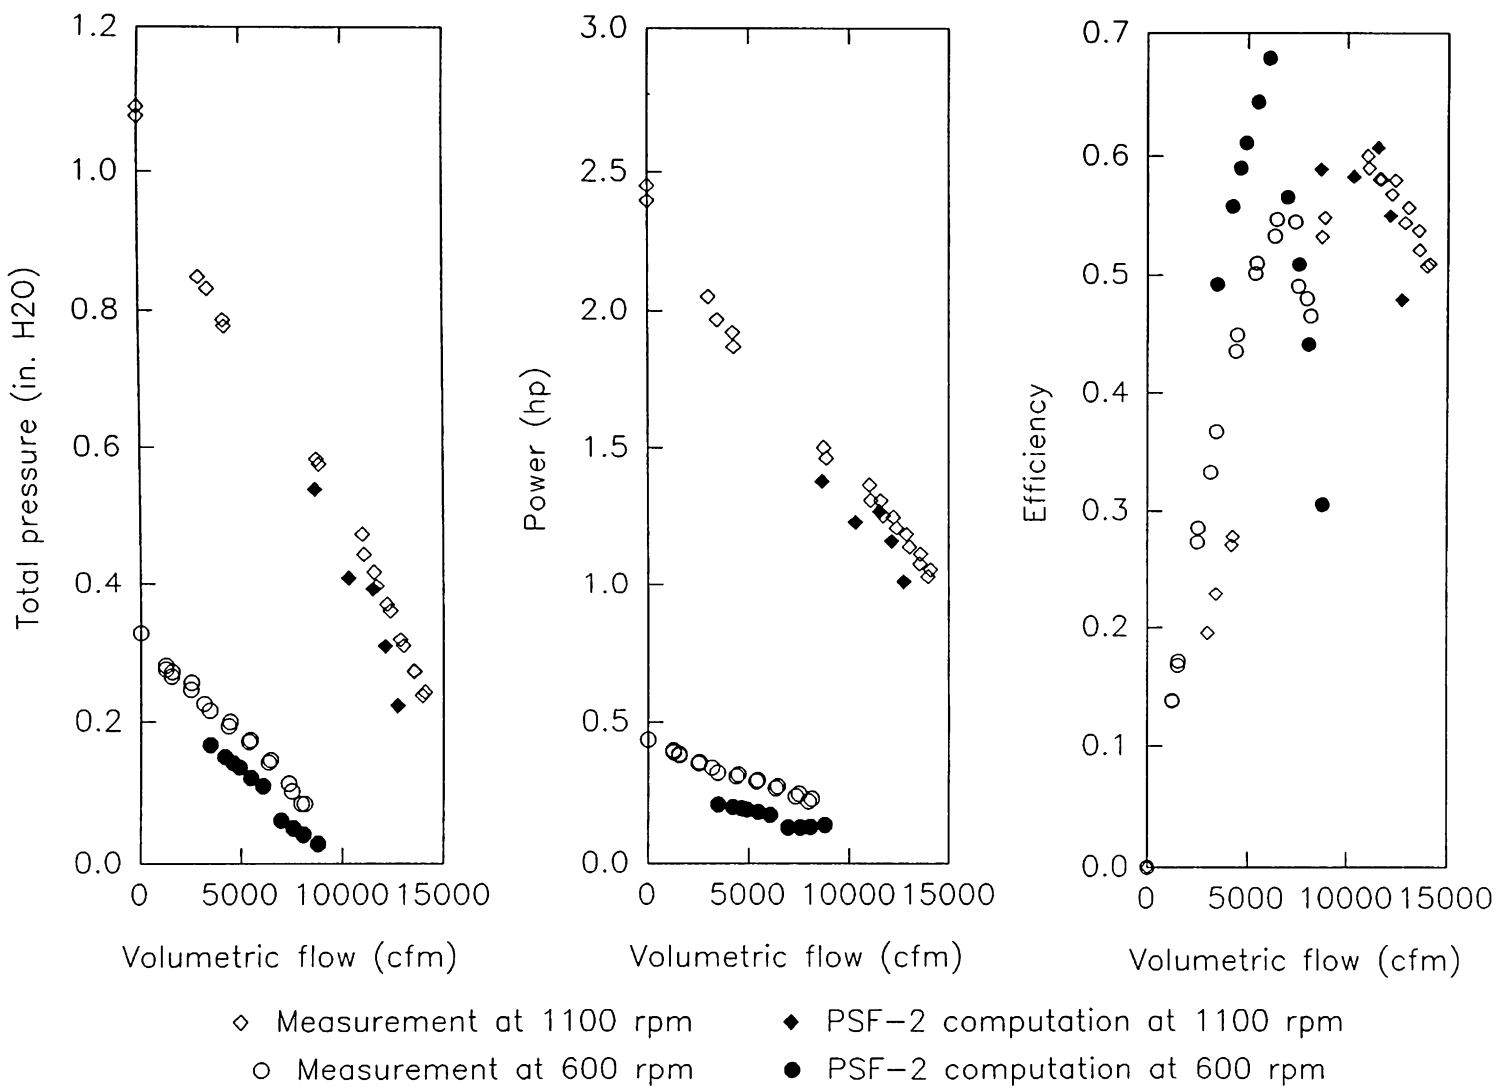 1.2
1.0
0.8
0.6
0.4
0.2
0.0
Total pressure (in. H2O)
0 5000 10000 15000
Volumetric flow (cfm)
3.0
2.5
2.0
1.5
1.0
0.5
0.0
Power (hp)
0 5000 10000 15000
Volumetric flow (cfm)
0.7
0.6
0.5
0.4
0.3
0.2
0.1
0.0
Efficiency
0 5000 10000 15000
Volumetric flow (cfm)
Measurement at 1100 rpm
PSF-2 computation at 1100 rpm
Measurement at 600 rpm
PSF-2 computation at 600 rpm